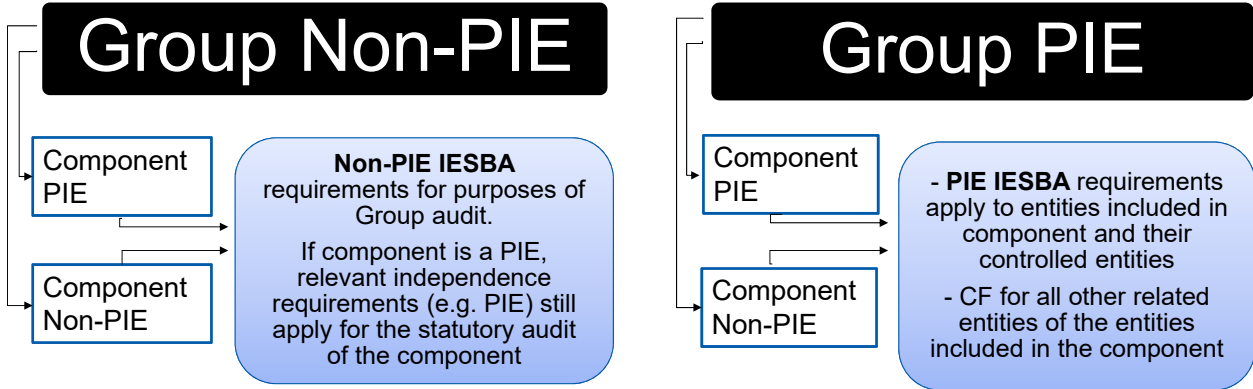 Group Non-PIE
Component
PIE
Component
Non-PIE
Non-PIE IESBA
requirements for purposes of
Group audit.
If component is a PIE,
relevant independence
requirements (e.g. PIE) still
apply for the statutory audit
of the component
Group PIE
Component
PIE
Component
Non-PIE
- PIE IESBA requirements
apply to entities included in
component and their
controlled entities
- CF for all other related
entities of the entities
included in the component